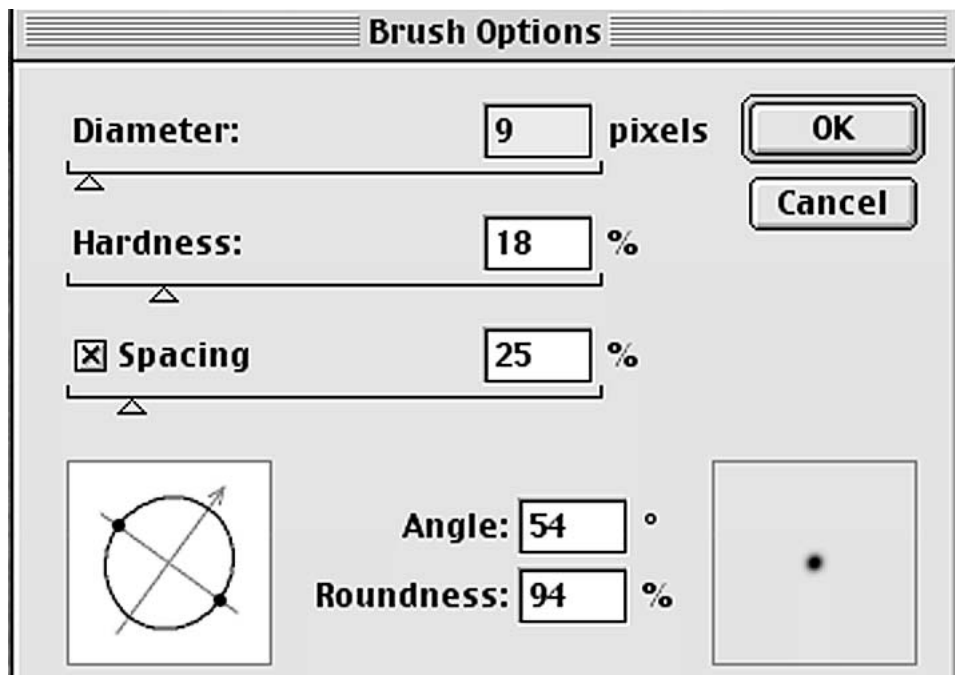 Brush Options
Diameter: 9 pixels
OK
Cancel
Hardness: 18 %
Spacing 25 %
Angle: 54 °
Roundness: 94 %